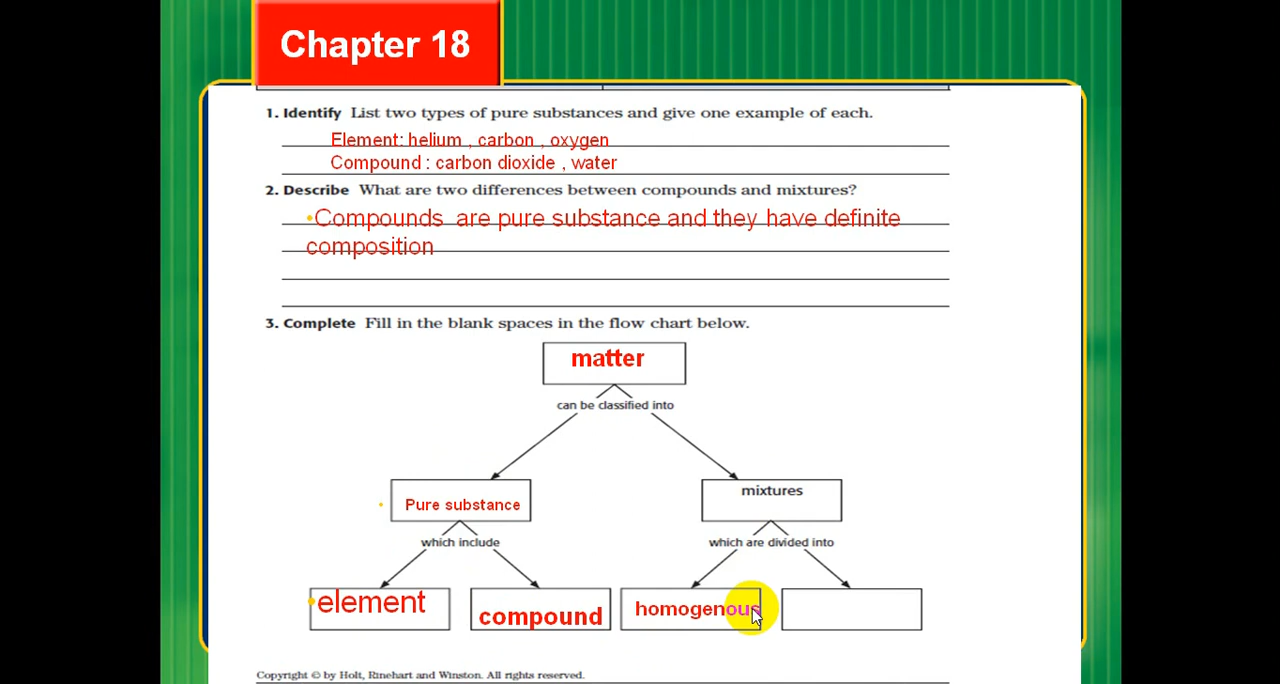 Chapter 18
1. Identify List two types of pure substances and give one example of each.
Element: helium , carbon , oxygen
Compound : carbon dioxide , water
2. Describe What are two differences between compounds and mixtures?
•Compounds are pure substance and they have definite
composition
3. Complete Fill in the blank spaces in the flow chart below.
matter
can be classified into
• Pure substance
mixtures
which include
which are divided into
•element
compound
homogenous
Copyright © by Holt, Rinehart and Winston. All rights reserved.